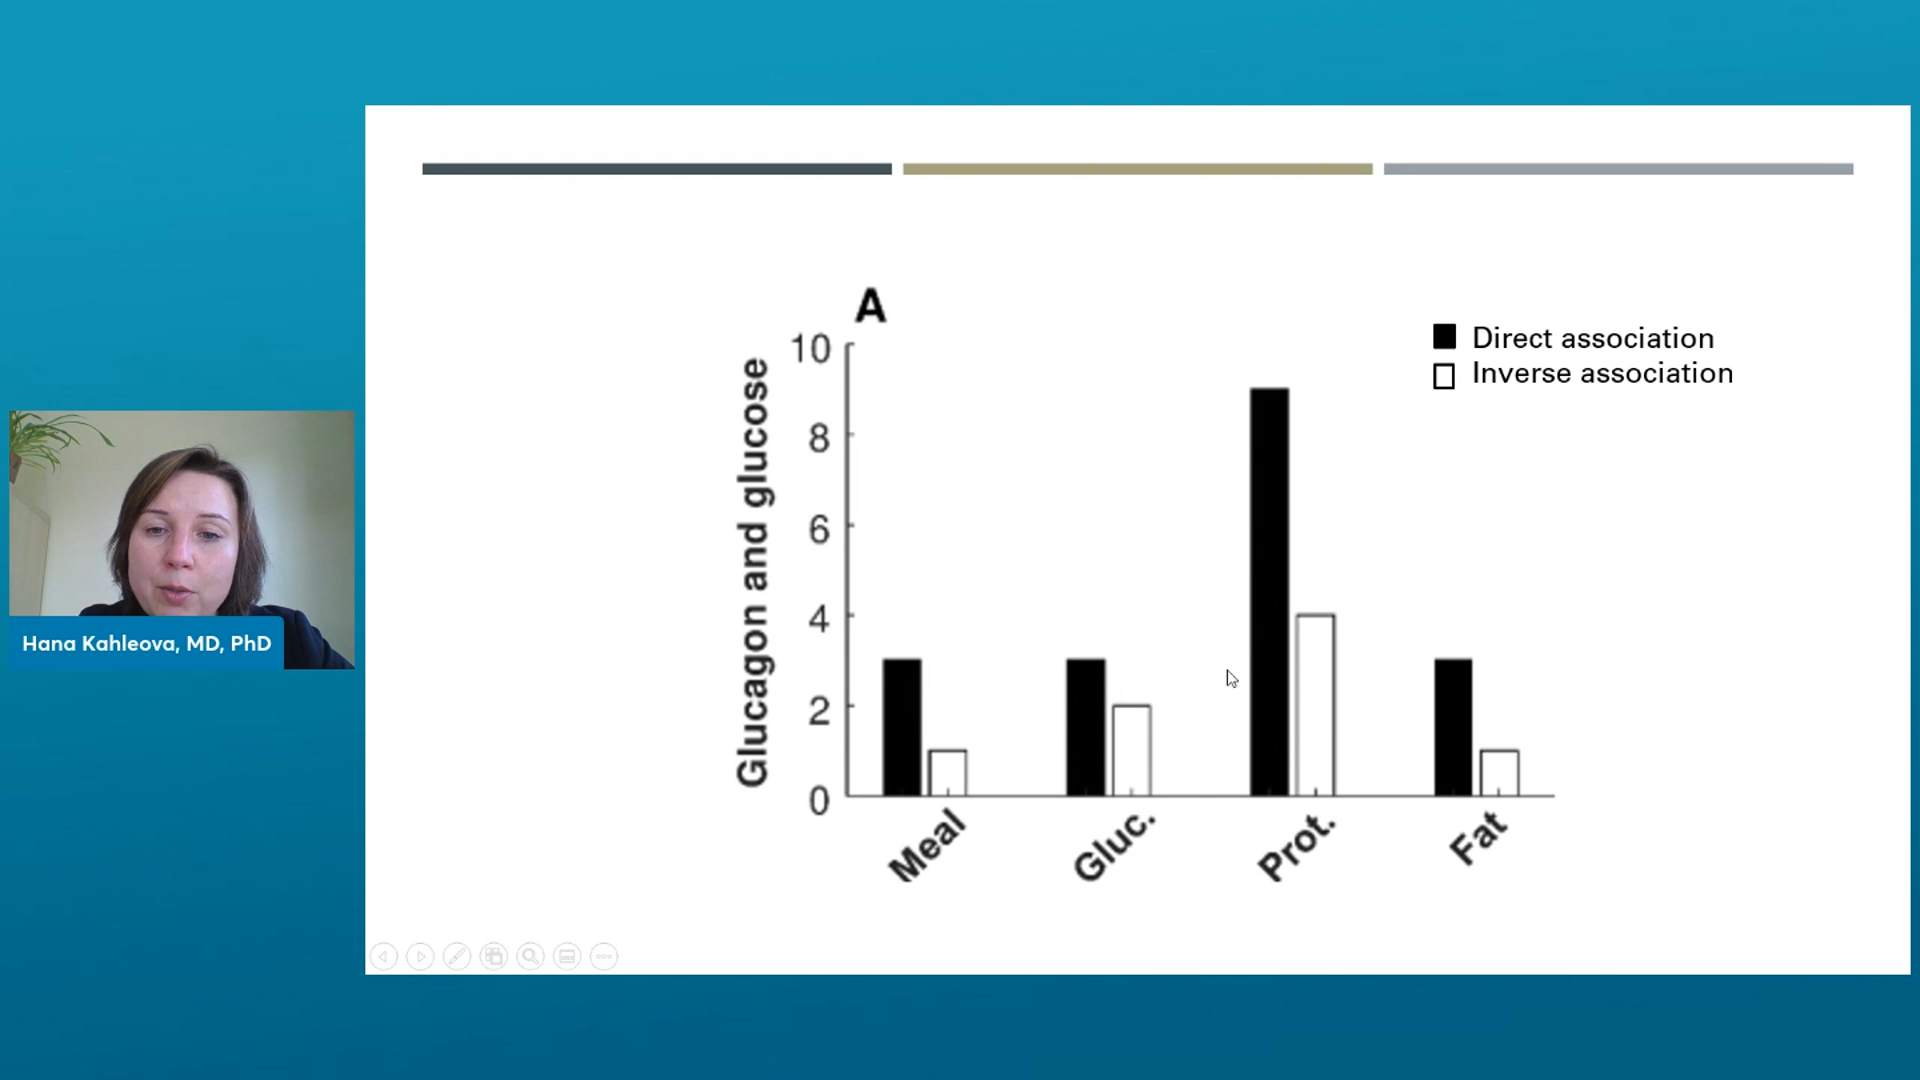 A
Direct association
Inverse association
Glucagon and glucose
10
8
6
4
2
0
Meal
Gluc.
Prot.
Fat
Hana Kahleova, MD, PhD